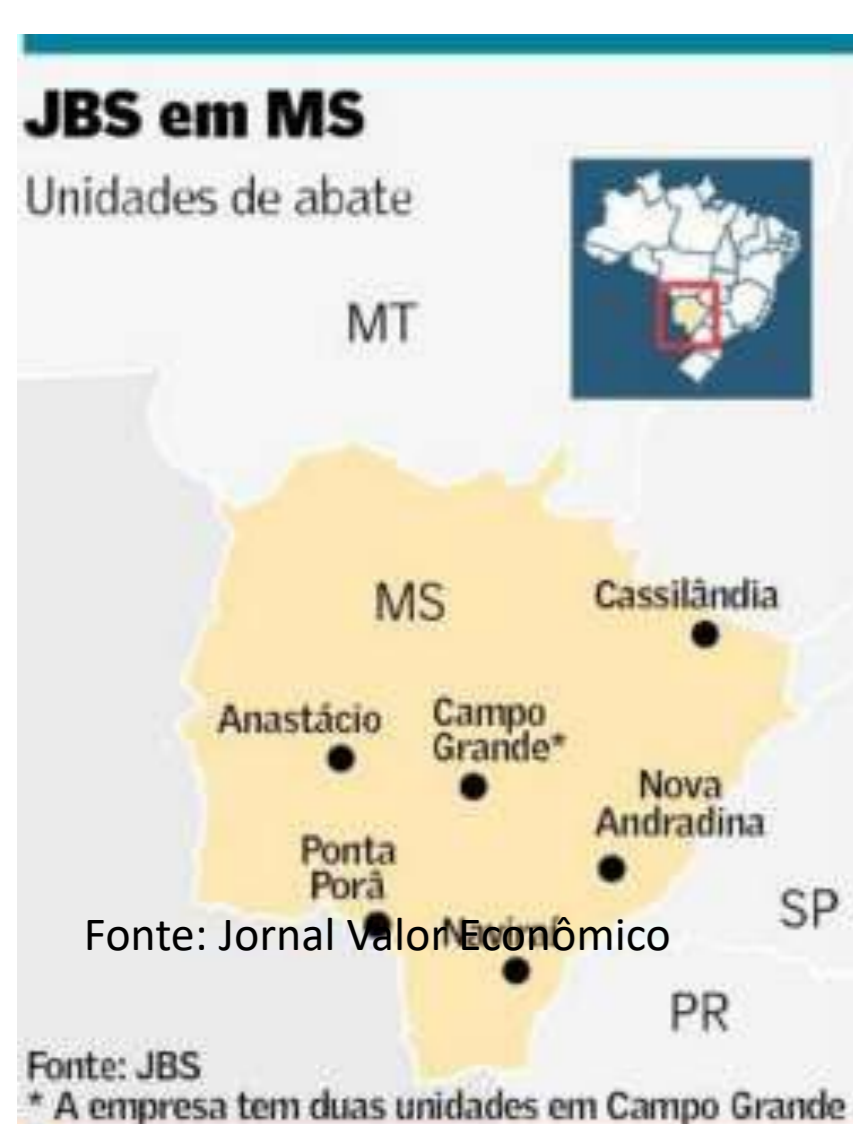 JBS em MS
Unidades de abate
MT
MS
Cassilândia
Anastácio
Campo
Grande*
Nova
Andradina
Ponta
Porã
Fonte: Jornal Valor Econômico
SP
PR
Fonte: JBS
* A empresa tem duas unidades em Campo Grande